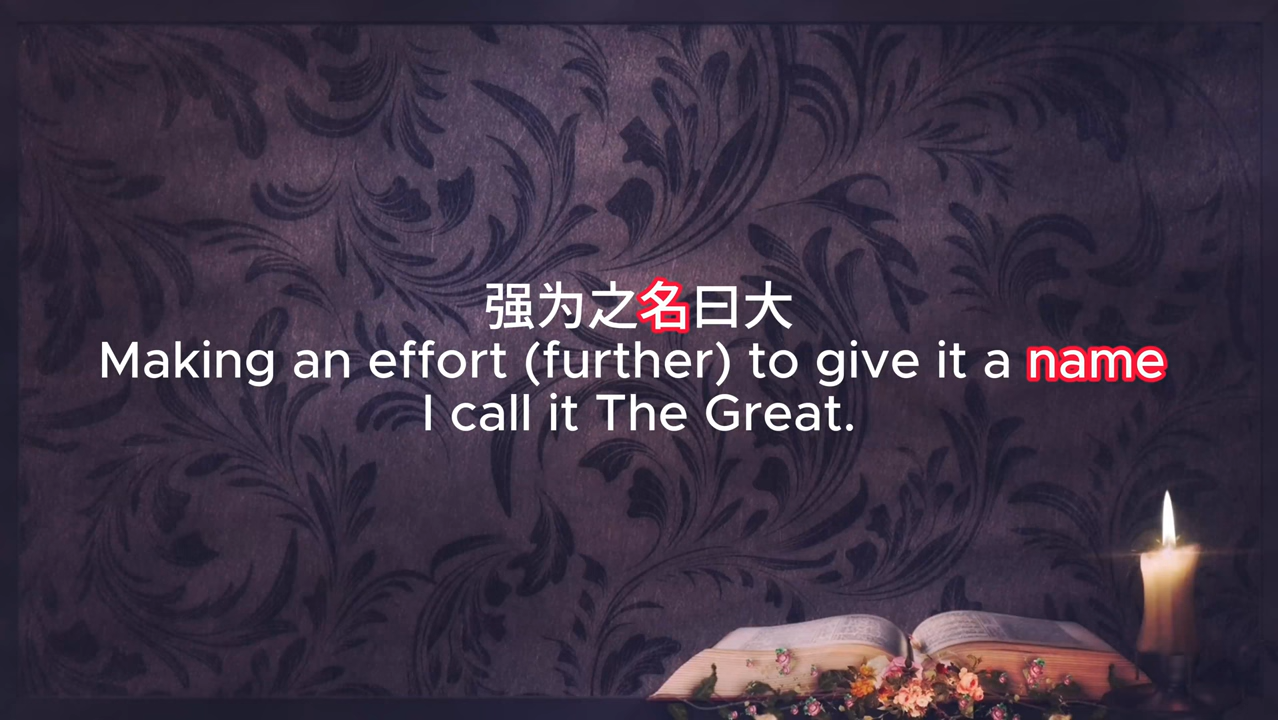 强为之名曰大
Making an effort (further) to give it a name
I call it The Great.